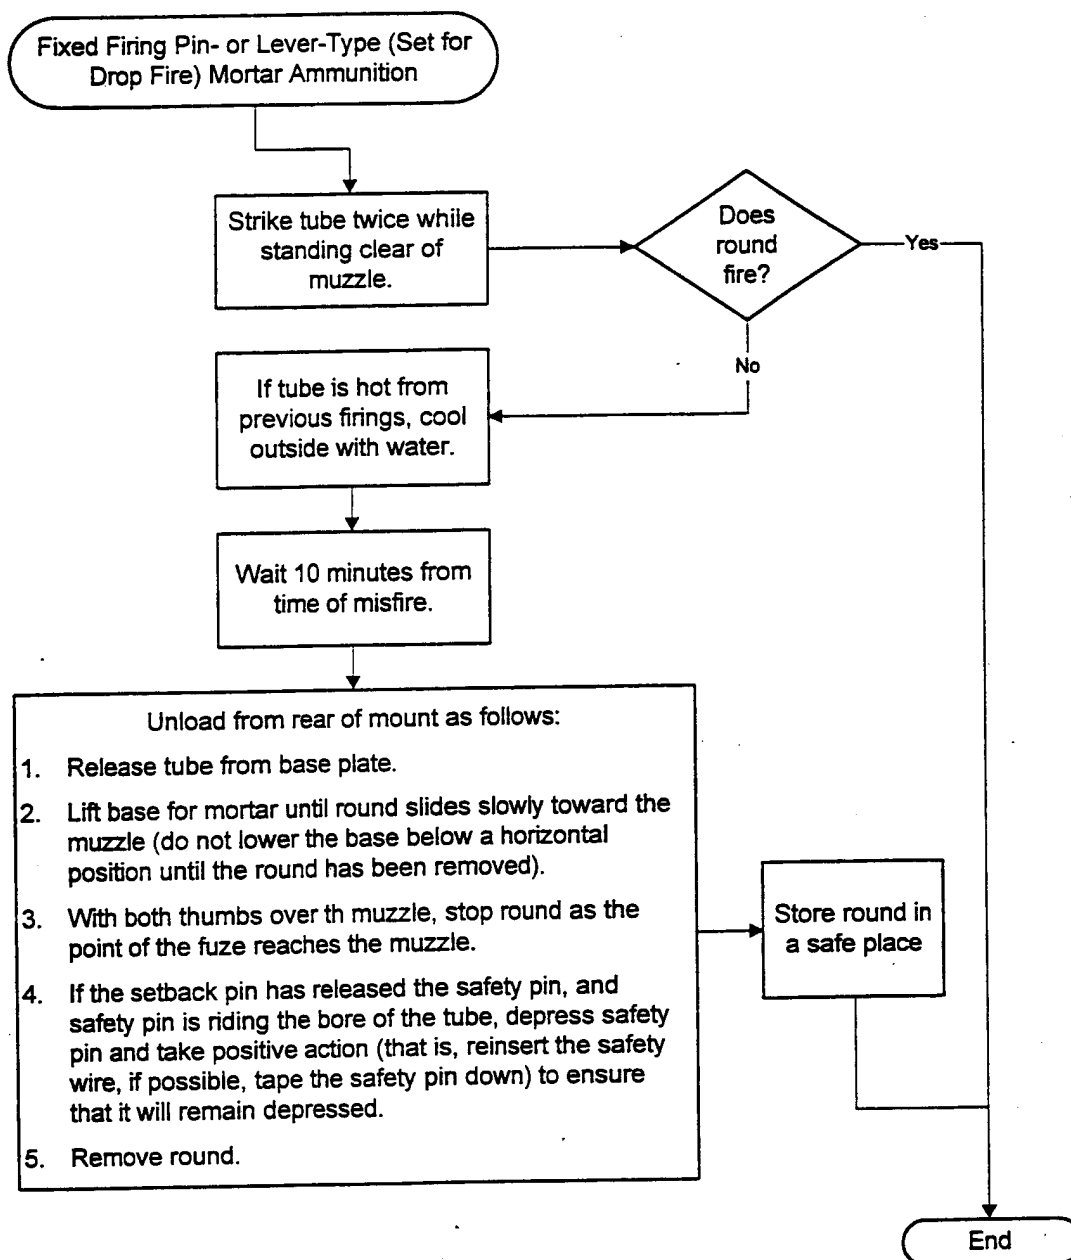 Fixed Firing Pin- or Lever-Type (Set for
Drop Fire) Mortar Ammunition
Strike tube twice while
standing clear of
muzzle.
Does
round
fire?
Yes
No
If tube is hot from
previous firings, cool
outside with water.
Wait 10 minutes from
time of misfire.
Unload from rear of mount as follows:
1. Release tube from base plate.
2. Lift base for mortar until round slides slowly toward the
muzzle (do not lower the base below a horizontal
position until the round has been removed).
3. With both thumbs over th muzzle, stop round as the
point of the fuze reaches the muzzle.
4. If the setback pin has released the safety pin, and
safety pin is riding the bore of the tube, depress safety
pin and take positive action (that is, reinsert the safety
wire, if possible, tape the safety pin down) to ensure
that it will remain depressed.
5. Remove round.
Store round in
a safe place
End